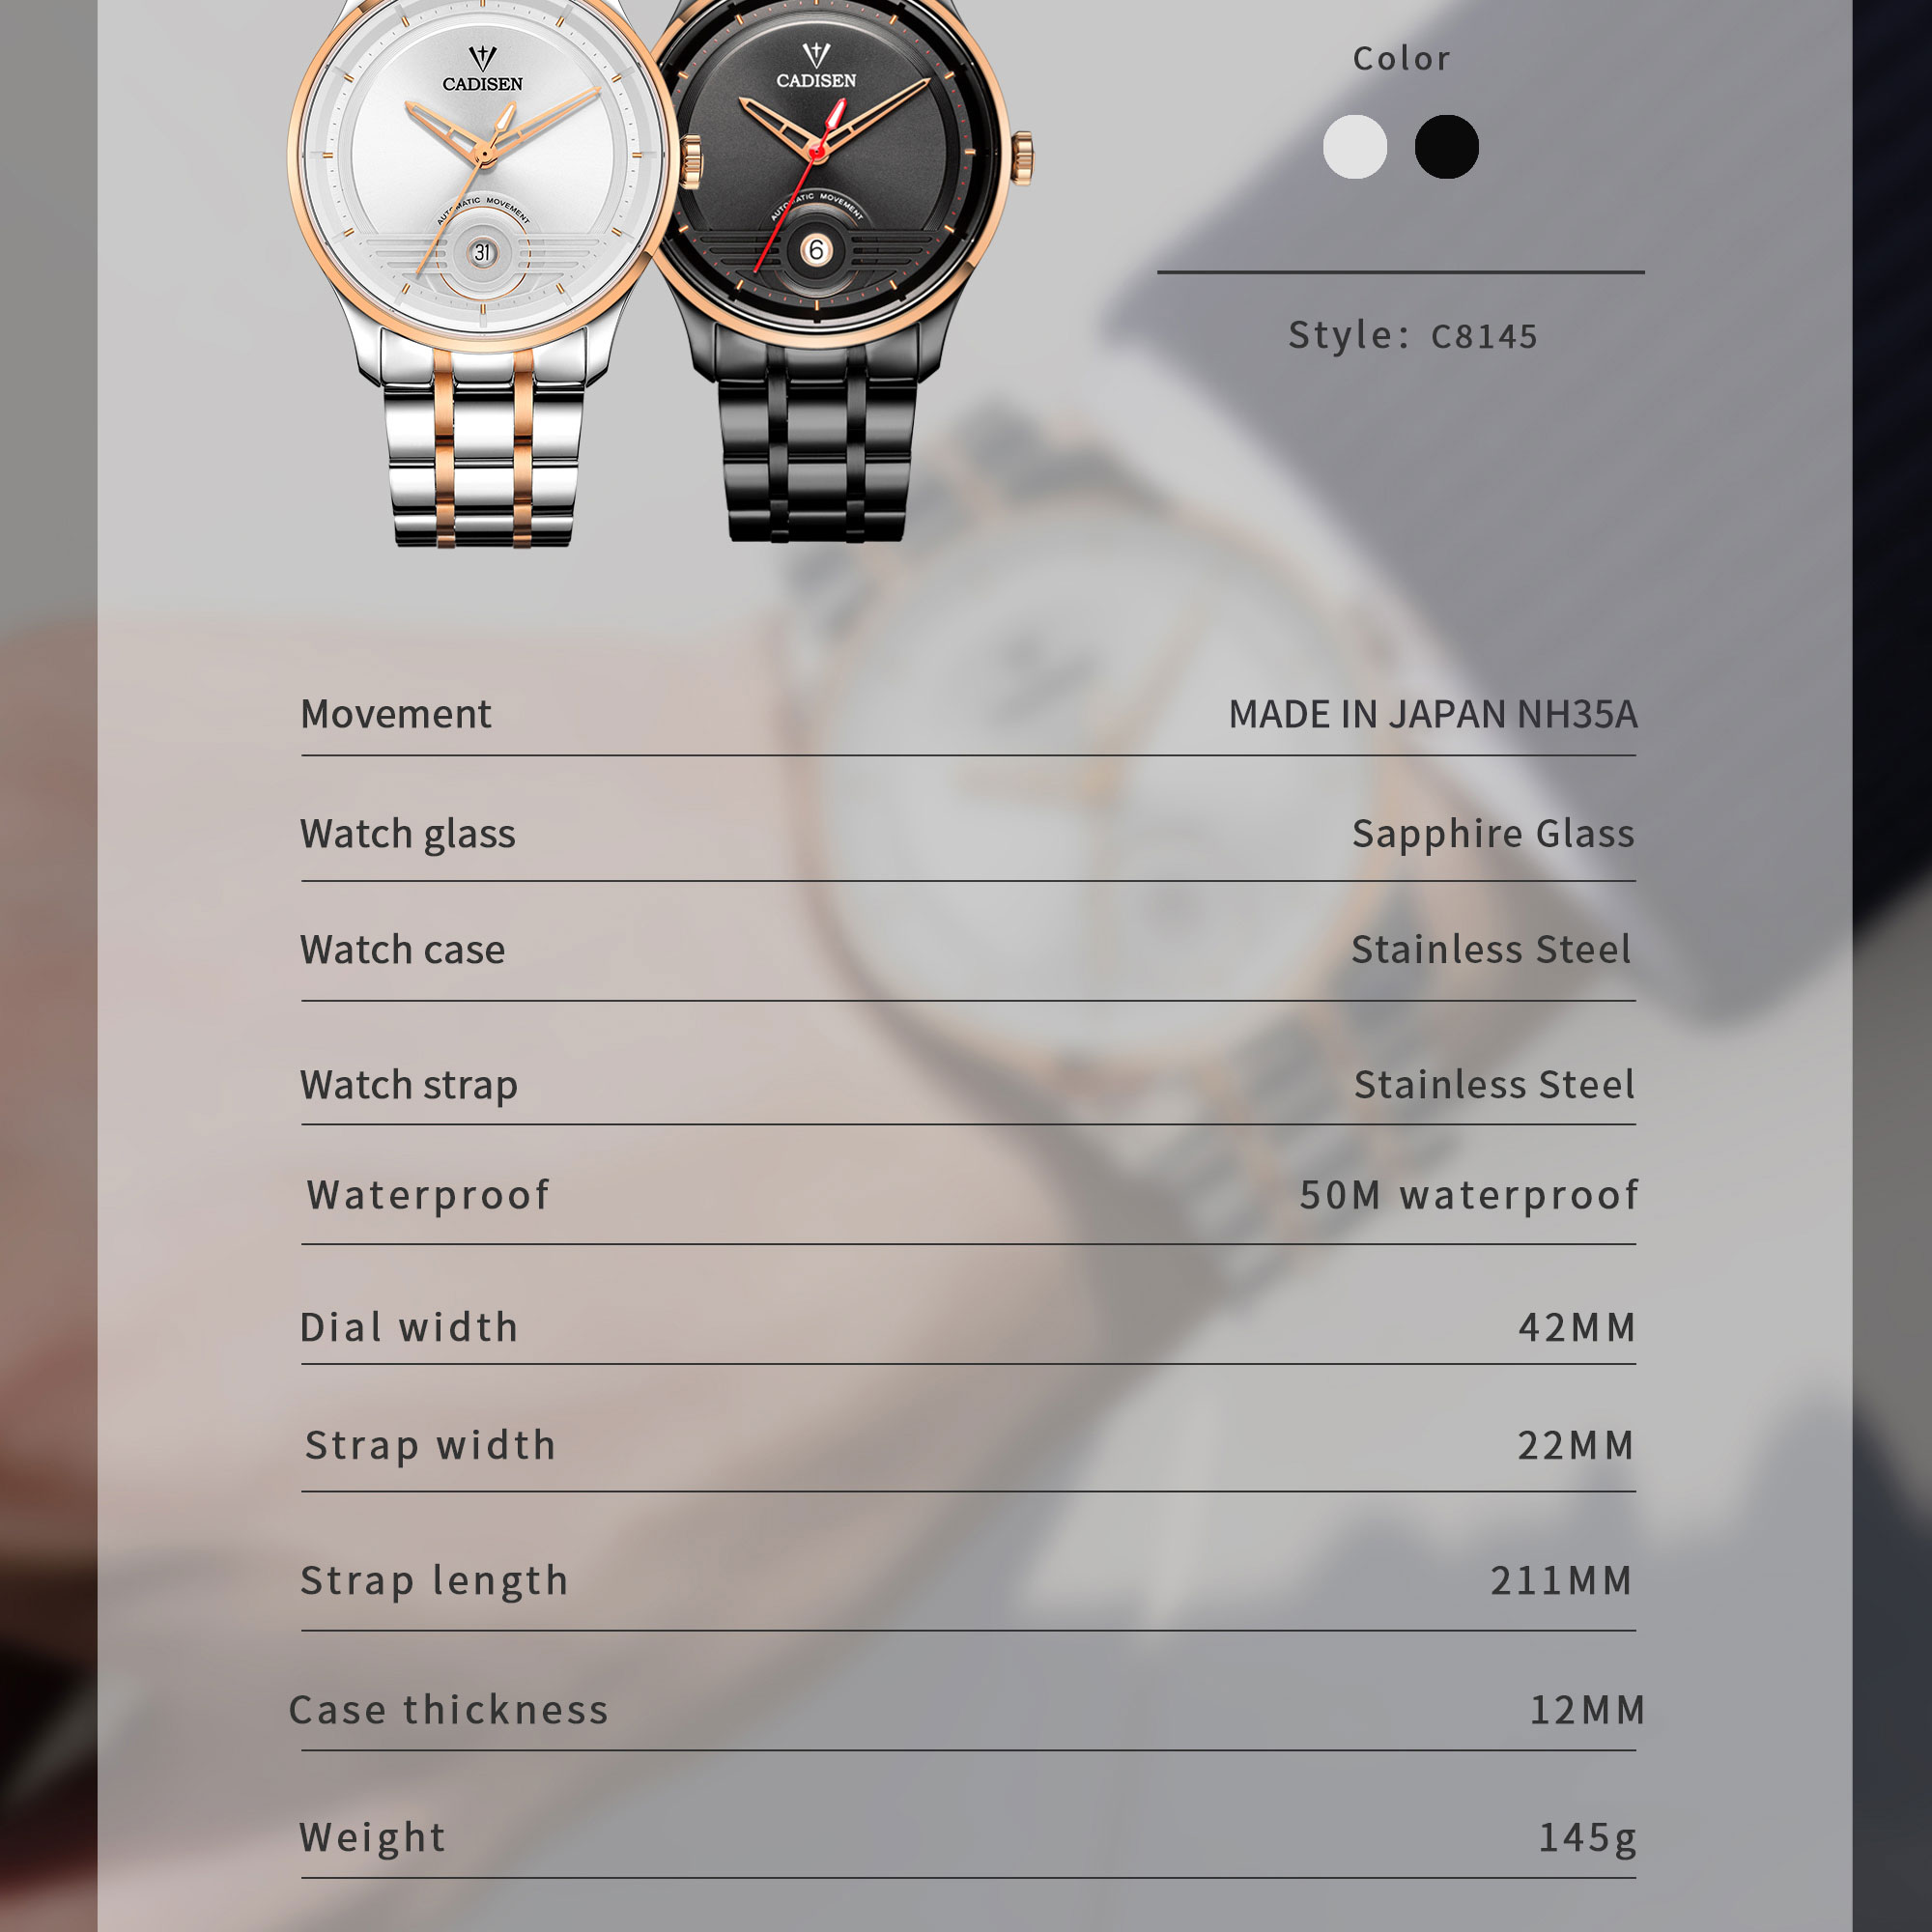 CADISEN
AUTOMATIC MOVEMENT
31
CADISEN
AUTOMATIC MOVEMENT
6
Color
Style: C8145
Movement MADE IN JAPAN NH35A
Watch glass Sapphire Glass
Watch case Stainless Steel
Watch strap Stainless Steel
Waterproof 50M waterproof
Dial width 42MM
Strap width 22MM
Strap length 211MM
Case thickness 12MM
Weight 145g